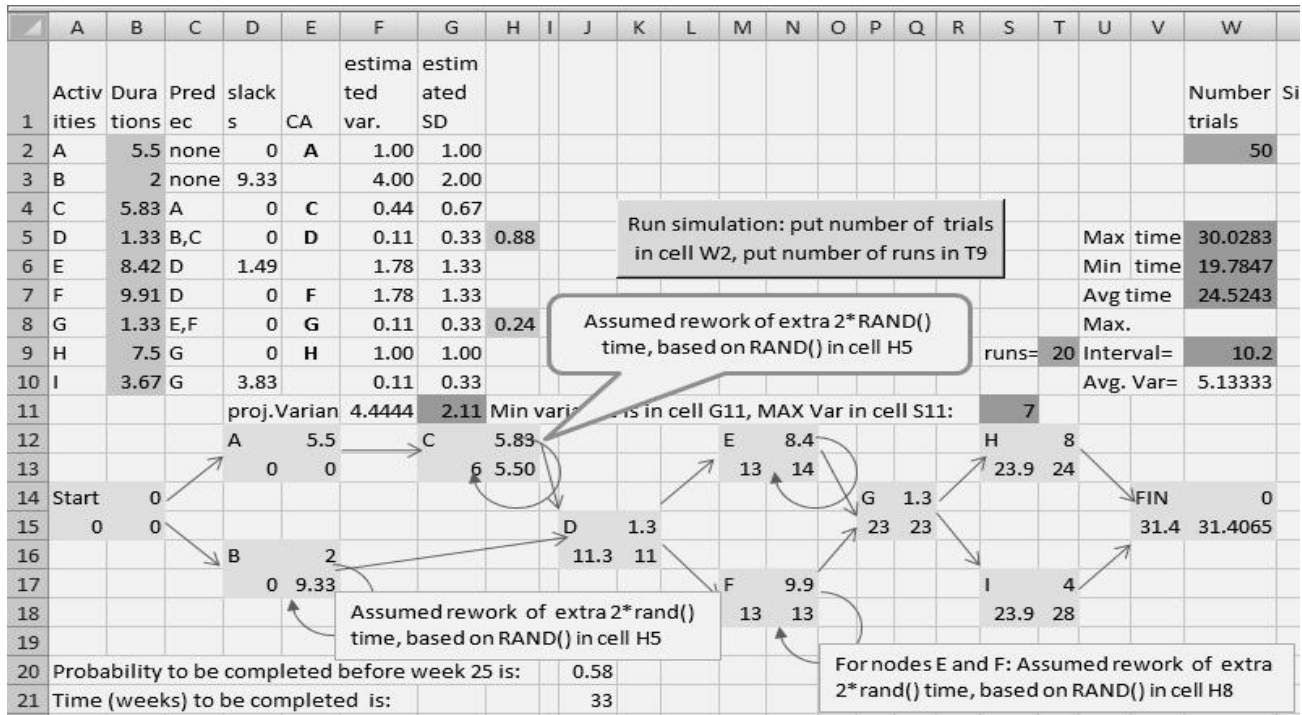 A B C D E F G H I J K L M N O P Q R S T U V W
estima estim
Activ Dura Pred slack ted ated Number Si
1 ities tions ec s CA var. SD trials
2 A 5.5 none 0 A 1.00 1.00 50
3 B 2 none 9.33 4.00 2.00
4 C 5.83 A 0 C 0.44 0.67
Run simulation: put number of trials
in cell W2, put number of runs in T9
5 D 1.33 B,C 0 D 0.11 0.33 0.88 Max time 30.0283
6 E 8.42 D 1.49 1.78 1.33 Min time 19.7847
7 F 9.91 D 0 F 1.78 1.33 Avg time 24.5243
Assumed rework of extra 2*RAND()
time, based on RAND() in cell H5
8 G 1.33 E,F 0 G 0.11 0.33 0.24 Max.
9 H 7.5 G 0 H 1.00 1.00 runs= 20 Interval= 10.2
10 I 3.67 G 3.83 0.11 0.33 Avg. Var= 5.13333
11 proj.Varian 4.4444 2.11 Min is in cell G11, MAX Var in cell S11: 7
12 A 5.5 C 5.83 E 8.4 H 8
13 0 0 6 5.50 13 14 23.9 24
14 Start 0 G 1.3 FIN 0
15 0 0 D 1.3 23 23 31.4 31.4065
16 B 2 11.3 11
17 0 9.33 F 9.9 I 4
18 13 13 23.9 28
Assumed rework of extra 2*rand()
time, based on RAND() in cell H5
19
For nodes E and F: Assumed rework of extra
2*rand() time, based on RAND() in cell H8
20 Probability to be completed before week 25 is: 0.58
21 Time (weeks) to be completed is: 33